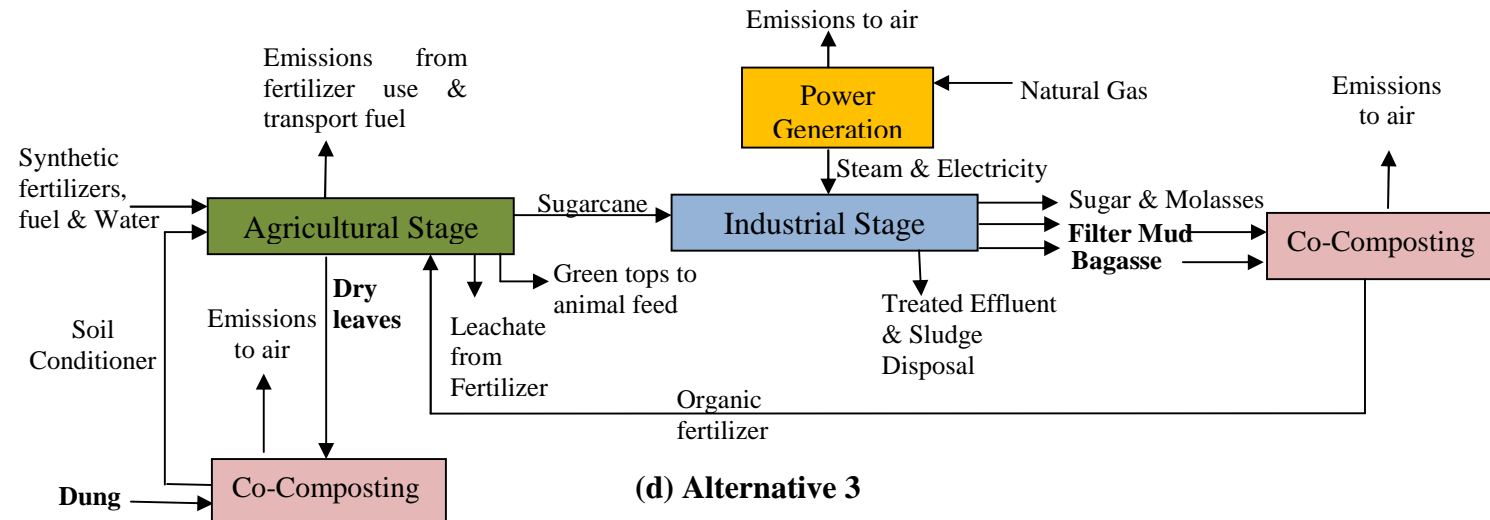 Emissions to air
Emissions from
fertilizer use &
transport fuel
Power
Generation
Natural Gas
Emissions
to air
Synthetic
fertilizers,
fuel & Water
Steam & Electricity
Agricultural Stage
Sugarcane
Industrial Stage
Sugar & Molasses
Filter Mud
Bagasse
Co-Composting
Green tops to
animal feed
Dry
leaves
Soil
Conditioner
Emissions
to air
Leachate
from
Fertilizer
Treated Effluent
& Sludge
Disposal
Organic
fertilizer
Dung
Co-Composting
(d) Alternative 3